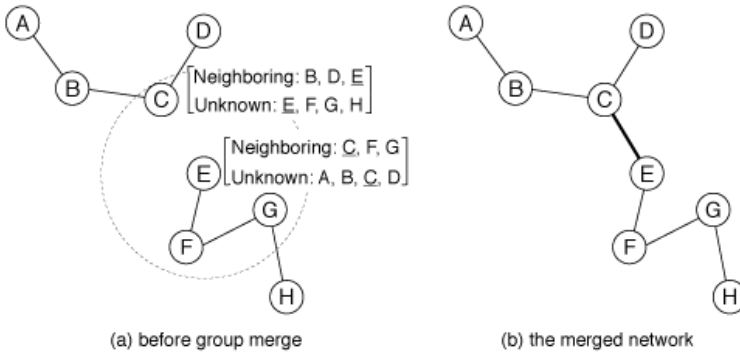 A
D
B
C
Neighboring: B, D, E
Unknown: E, F, G, H
Neighboring: C, F, G
Unknown: A, B, C, D
E
G
F
H
(a) before group merge
A
D
B
C
E
G
F
H
(b) the merged network